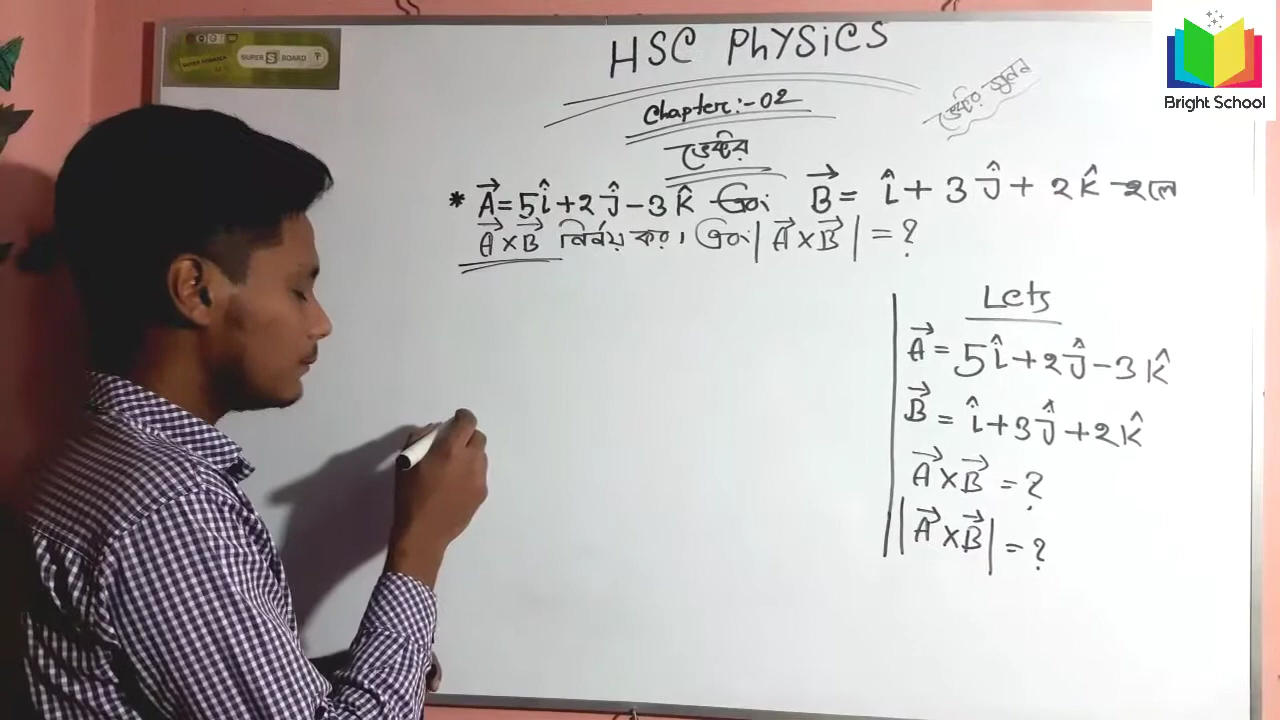 SUPER S BOARD
HSC PHYSiCS
Chapter:-02
ভেক্টর
ভেক্টর গুনন
* A⃗ = 5î + 2ĵ - 3k̂ এবং B⃗ = î + 3ĵ + 2k̂ হলে
A⃗ × B⃗ নির্ণয় কর। এবং |A⃗ × B⃗| = ?
Lets
A⃗ = 5î + 2ĵ - 3k̂
B⃗ = î + 3ĵ + 2k̂
A⃗ × B⃗ = ?
|A⃗ × B⃗| = ?
Bright School